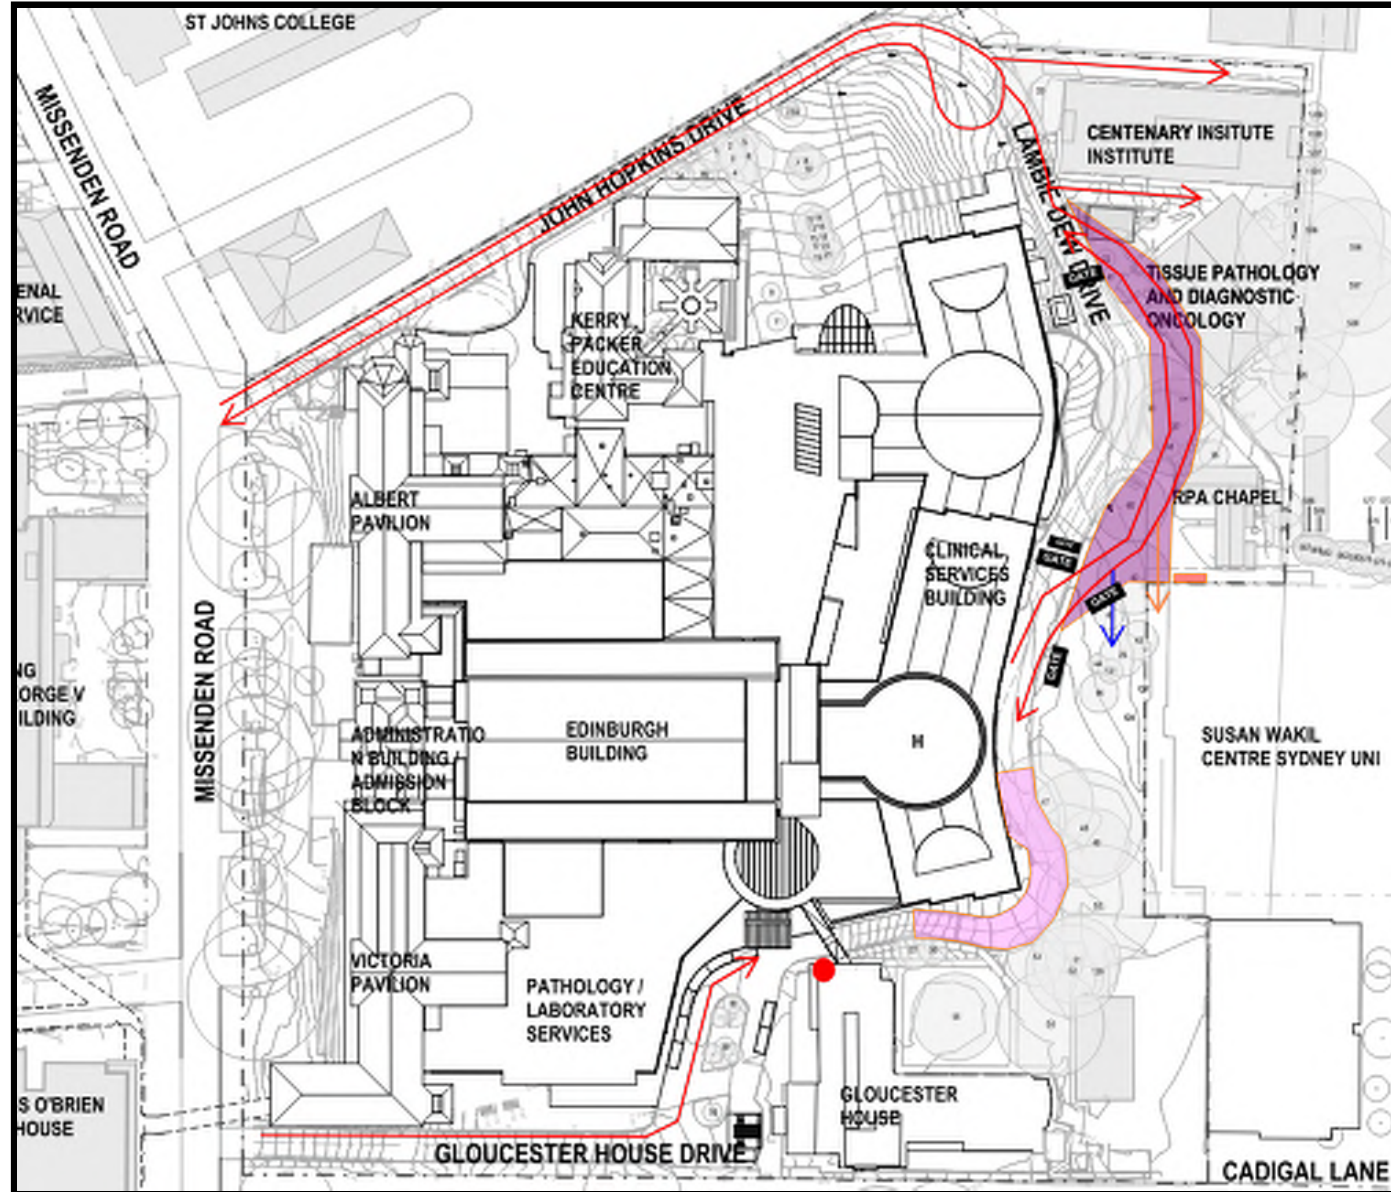 ST JOHNS COLLEGE
MISSENDEN ROAD
JOHN HOPKINS DRIVE
LAMBIE DEW DRIVE
CENTENARY INSITUTE
INSTITUTE
TISSUE PATHOLOGY
AND DIAGNOSTIC
ONCOLOGY
ENAL
RVICE
KERRY
PACKER
EDUCATION
CENTRE
ALBERT
PAVILION
RPA CHAPEL
CLINICAL
SERVICES
BUILDING
GATE
GATE
GATE
MISSENDEN ROAD
NG
ORGE V
ILDING
ADMINISTRATIO
N BUILDING /
ADMISSION
BLOCK
EDINBURGH
BUILDING
H
SUSAN WAKIL
CENTRE SYDNEY UNI
VICTORIA
PAVILION
PATHOLOGY /
LABORATORY
SERVICES
GLOUCESTER
HOUSE
S O'BRIEN
HOUSE
GLOUCESTER HOUSE DRIVE
CADIGAL LANE